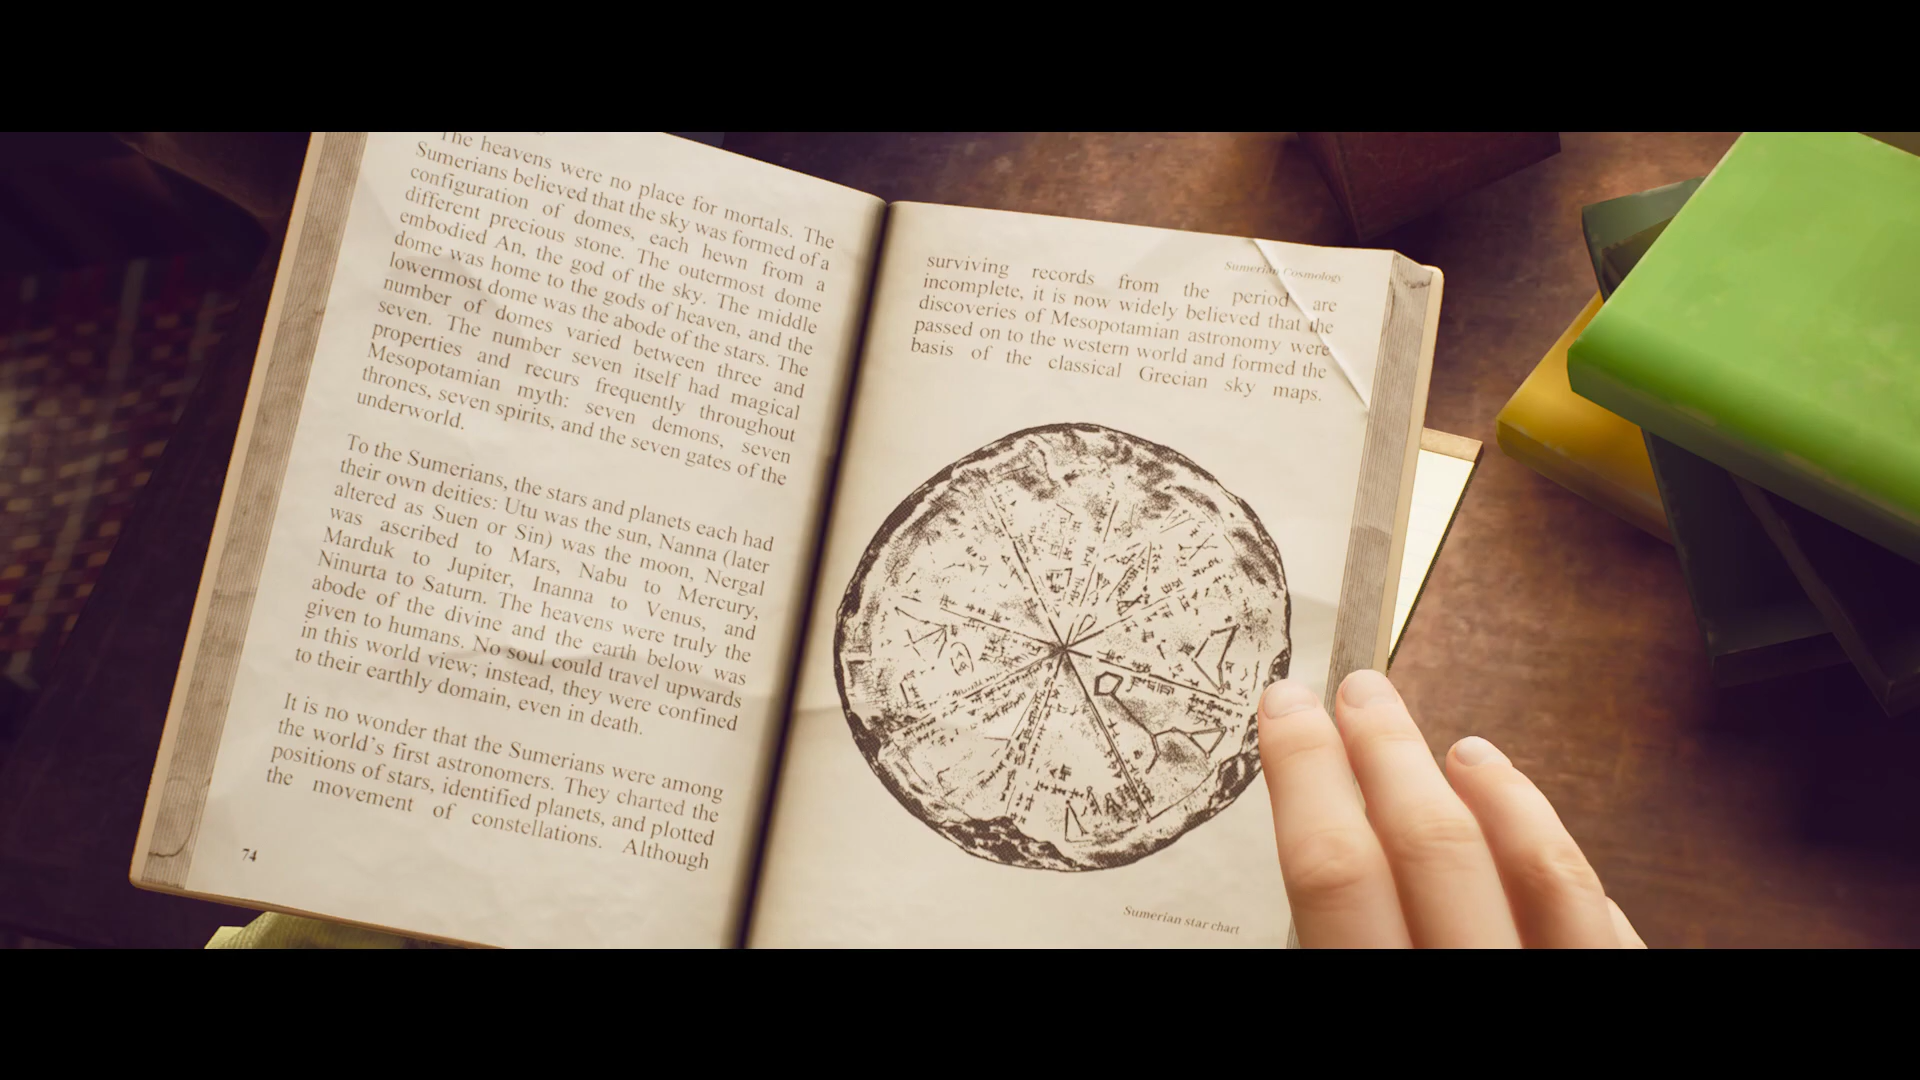 The heavens were no place for mortals. The
Sumerians believed that the sky was formed of a
configuration of domes, each hewn from a
different precious stone. The outermost dome
embodied An, the god of the sky. The middle
dome was home to the gods of heaven, and the
lowermost dome was the abode of the stars. The
number of domes varied between three and
seven. The number seven itself had magical
properties and recurs frequently throughout
Mesopotamian myth: seven demons, seven
thrones, seven spirits, and the seven gates of the
underworld.
To the Sumerians, the stars and planets each had
their own deities: Utu was the sun, Nanna (later
altered as Suen or Sin) was the moon, Nergal
was ascribed to Mars, Nabu to Mercury,
Marduk to Jupiter, Inanna to Venus, and
Ninurta to Saturn. The heavens were truly the
abode of the divine and the earth below was
given to humans. No soul could travel upwards
in this world view; instead, they were confined
to their earthly domain, even in death.
It is no wonder that the Sumerians were among
the world's first astronomers. They charted the
positions of stars, identified planets, and plotted
the movement of constellations. Although
74
Sumerian Cosmology
surviving records from the period are
incomplete, it is now widely believed that the
discoveries of Mesopotamian astronomy were
passed on to the western world and formed the
basis of the classical Grecian sky maps.
Sumerian star chart